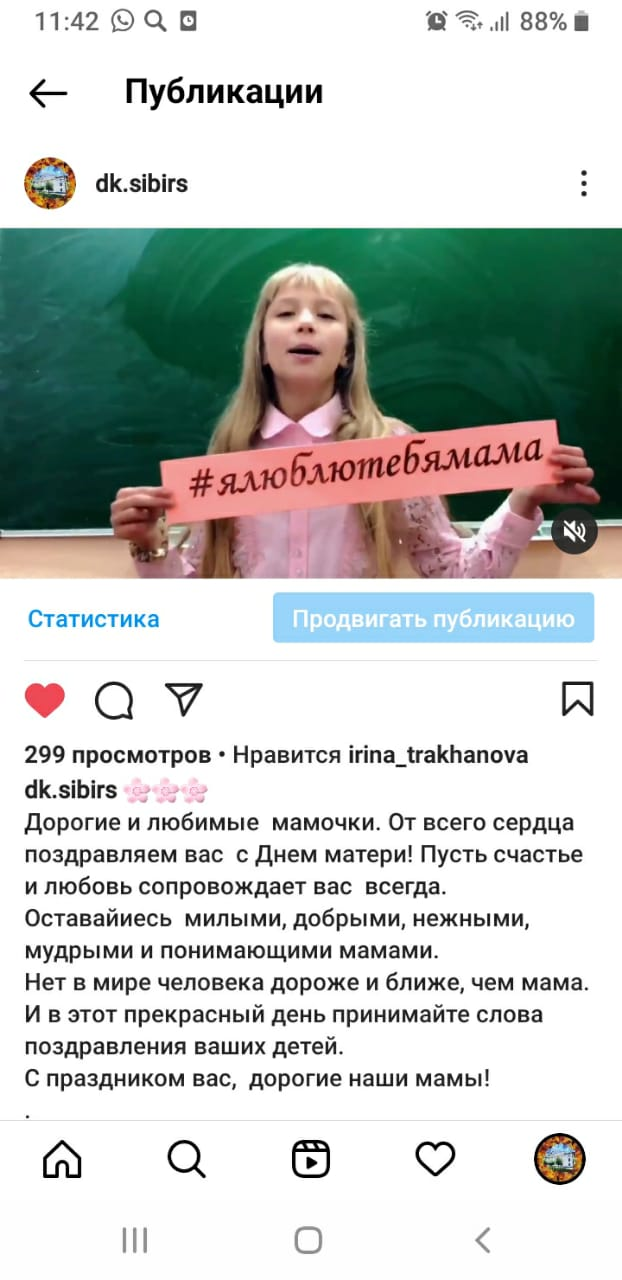 11:42
88%
Публикации
dk.sibirs
#ялюблютебямама
Статистика
Продвигать публикацию
299 просмотров • Нравится irina_trakhanova
dk.sibirs 🌸🌸🌸
Дорогие и любимые  мамочки. От всего сердца
поздравляем вас  с Днем матери! Пусть счастье
и любовь сопровождает вас  всегда.
Оставайиесь  милыми, добрыми, нежными,
мудрыми и понимающими мамами.
Нет в мире человека дороже и ближе, чем мама.
И в этот прекрасный день принимайте слова
поздравления ваших детей.
С праздником вас,  дорогие наши мамы!
.